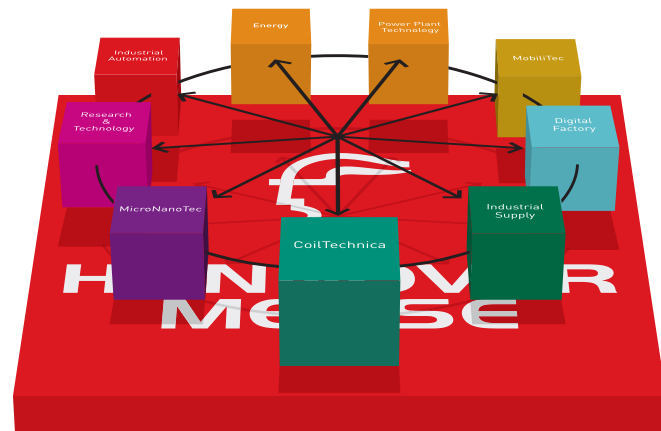 Energy
Power Plant
Technology
Industrial
Automation
MobiliTec
Research
&
Technology
Digital
Factory
MicroNanoTec
Industrial
Supply
CoilTechnica